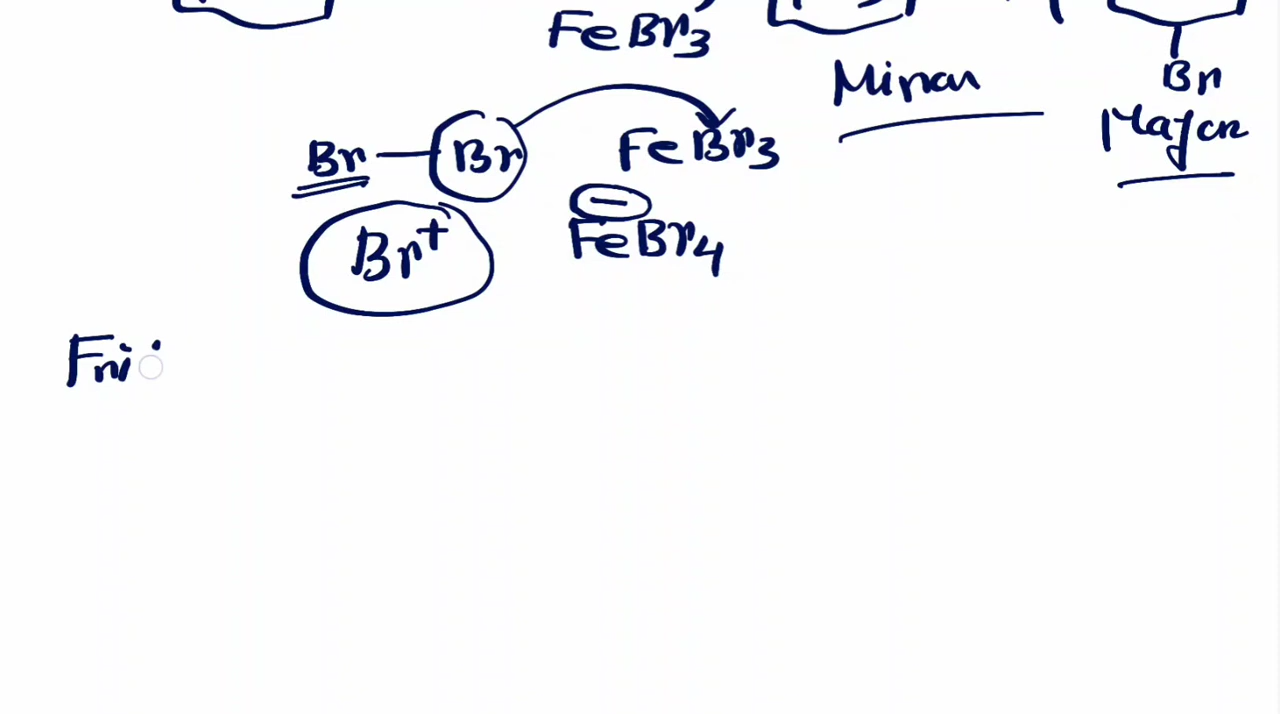 FeBr3
Minor
Br
Br—Br FeBr3
Major
Br+ FeBr4
−
Fri